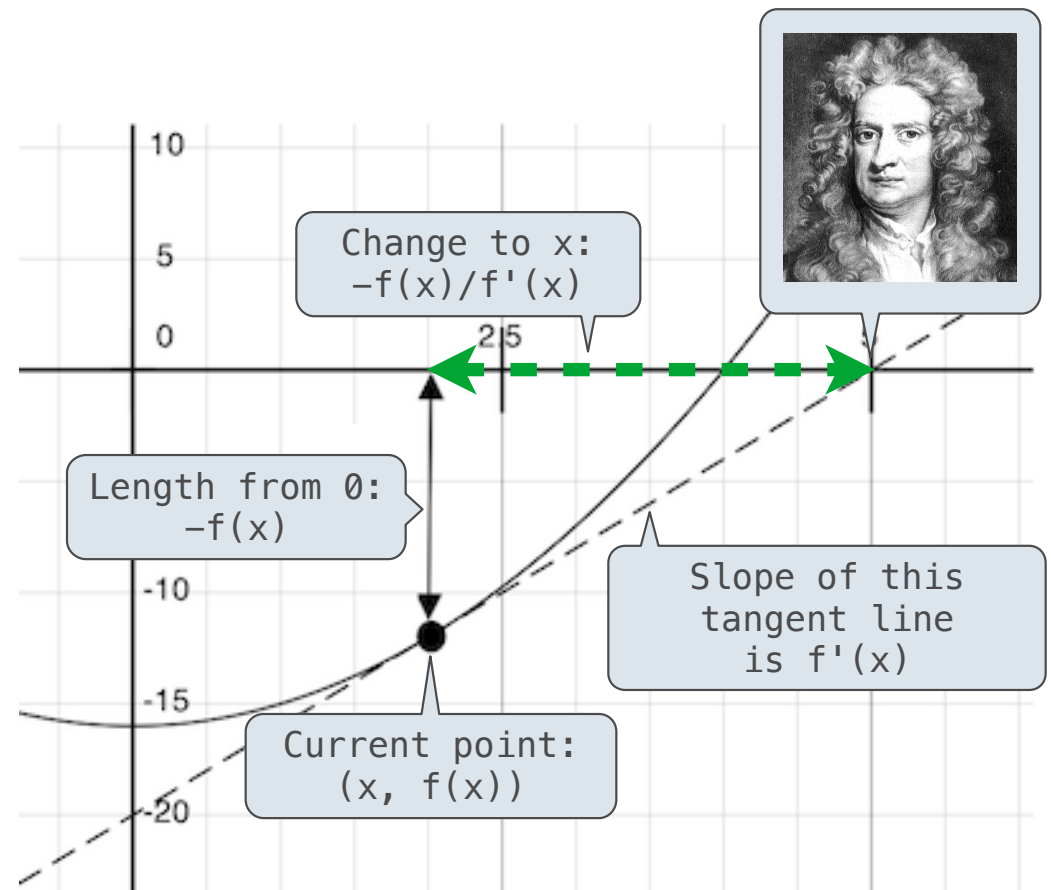 10
Change to x:
−f(x)/f'(x)
5
0
2.5
Length from 0:
−f(x)
-10
Slope of this
tangent line
is f'(x)
-15
Current point:
(x, f(x))
-20